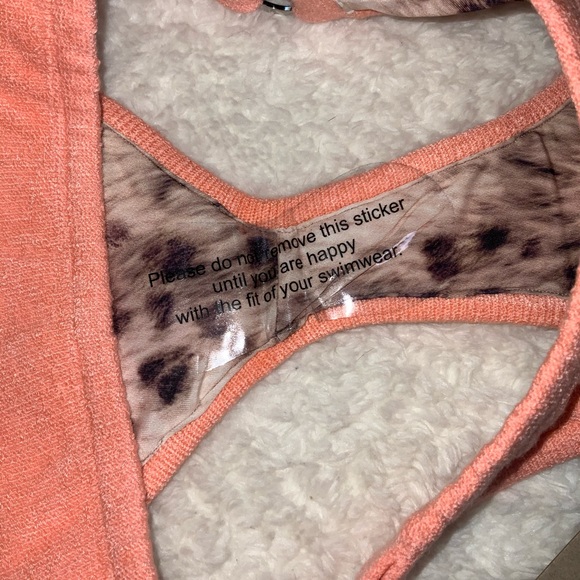 Please do not remove this sticker
until you are happy
with the fit of your swimwear.